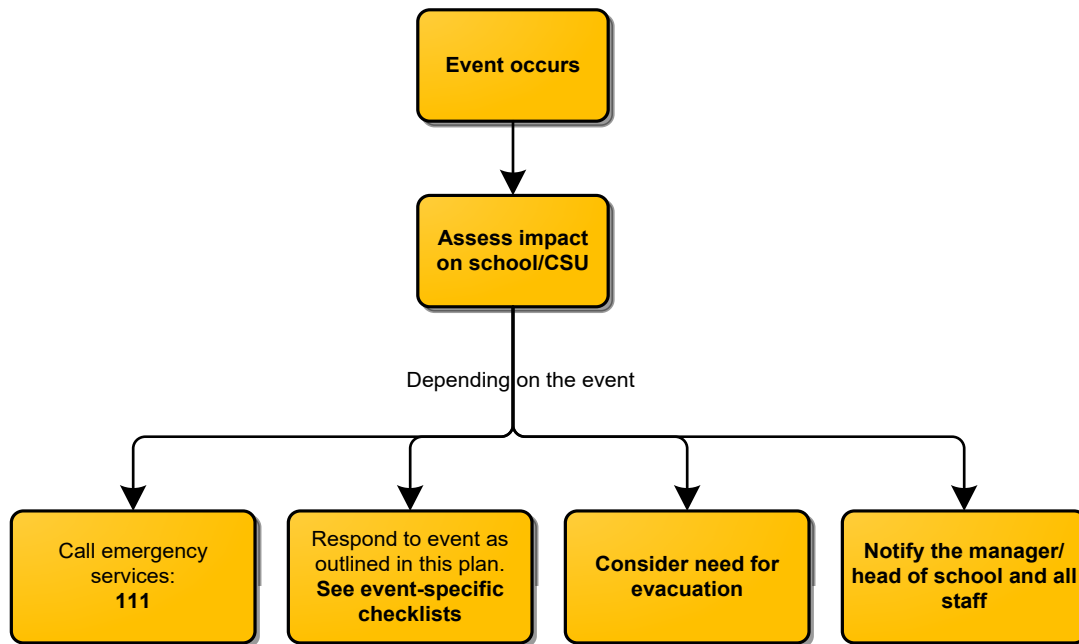 Event occurs
Assess impact
on school/CSU
Depending on the event
Call emergency
services:
111
Respond to event as
outlined in this plan.
See event-specific
checklists
Consider need for
evacuation
Notify the manager/
head of school and all
staff